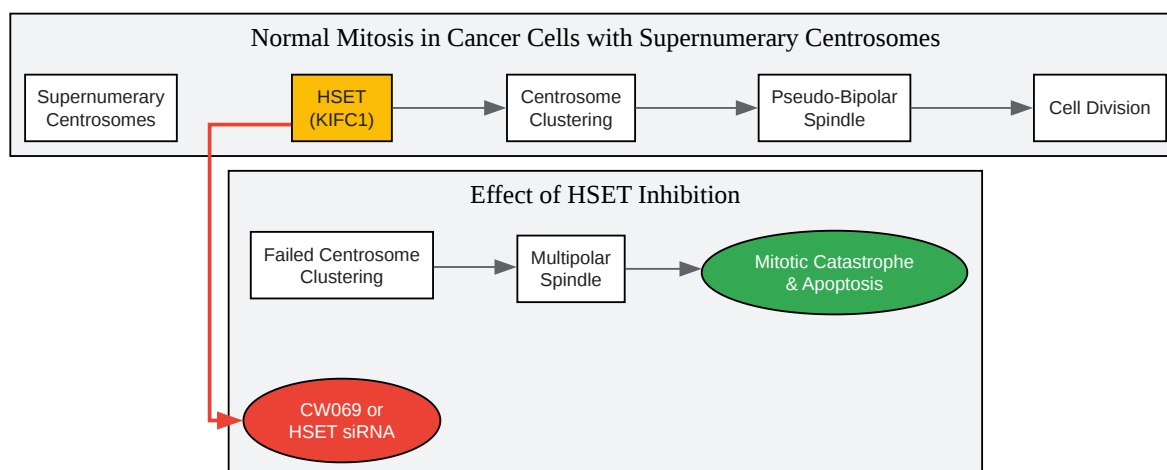 Normal Mitosis in Cancer Cells with Supernumerary Centrosomes
Supernumerary
Centrosomes
HSET
(KIFC1)
Centrosome
Clustering
Pseudo-Bipolar
Spindle
Cell Division
Effect of HSET Inhibition
Failed Centrosome
Clustering
Multipolar
Spindle
Mitotic Catastrophe
& Apoptosis
CW069 or
HSET siRNA